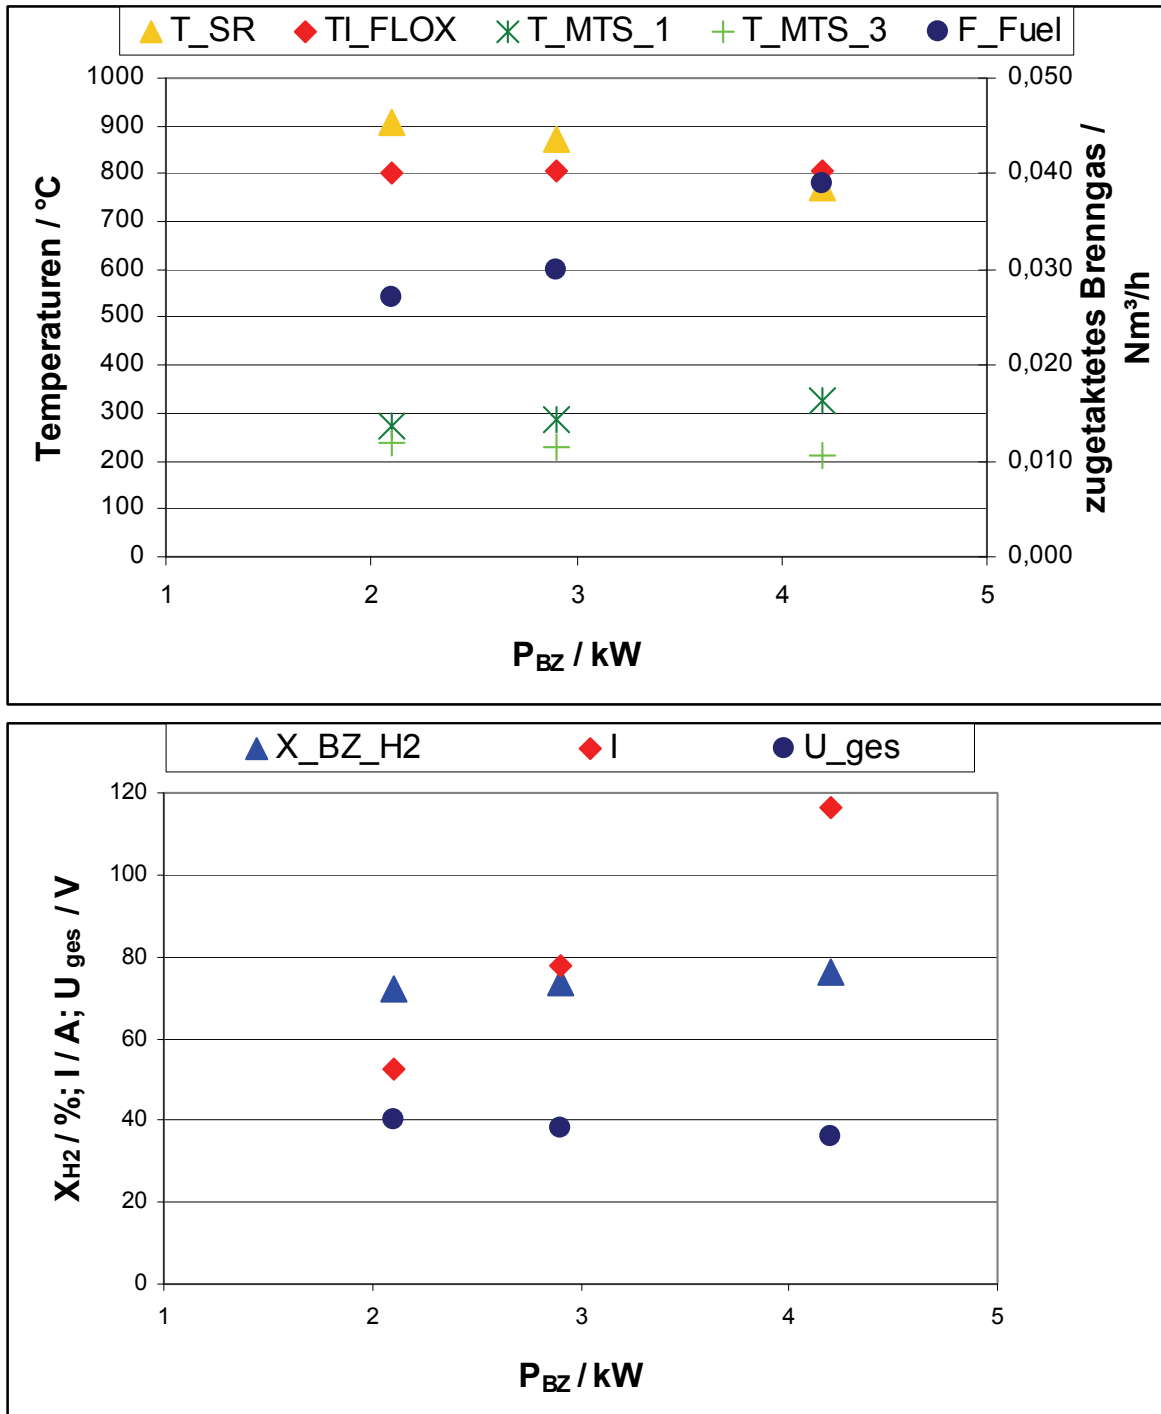 T_SR TI_FLOX T_MTS_1 T_MTS_3 F_Fuel
1000 0,050
900
800 0,040
700
600 0,030
500
400 0,020
300
200 0,010
100
0 0,000
1 2 3 4 5
Temperaturen / °C
zugetaktetes Brenngas /
Nm³/h
P_BZ / kW
X_BZ_H2 I U_ges
120
100
80
60
40
20
0
1 2 3 4 5
X_H2 / %; I / A; U ges / V
P_BZ / kW